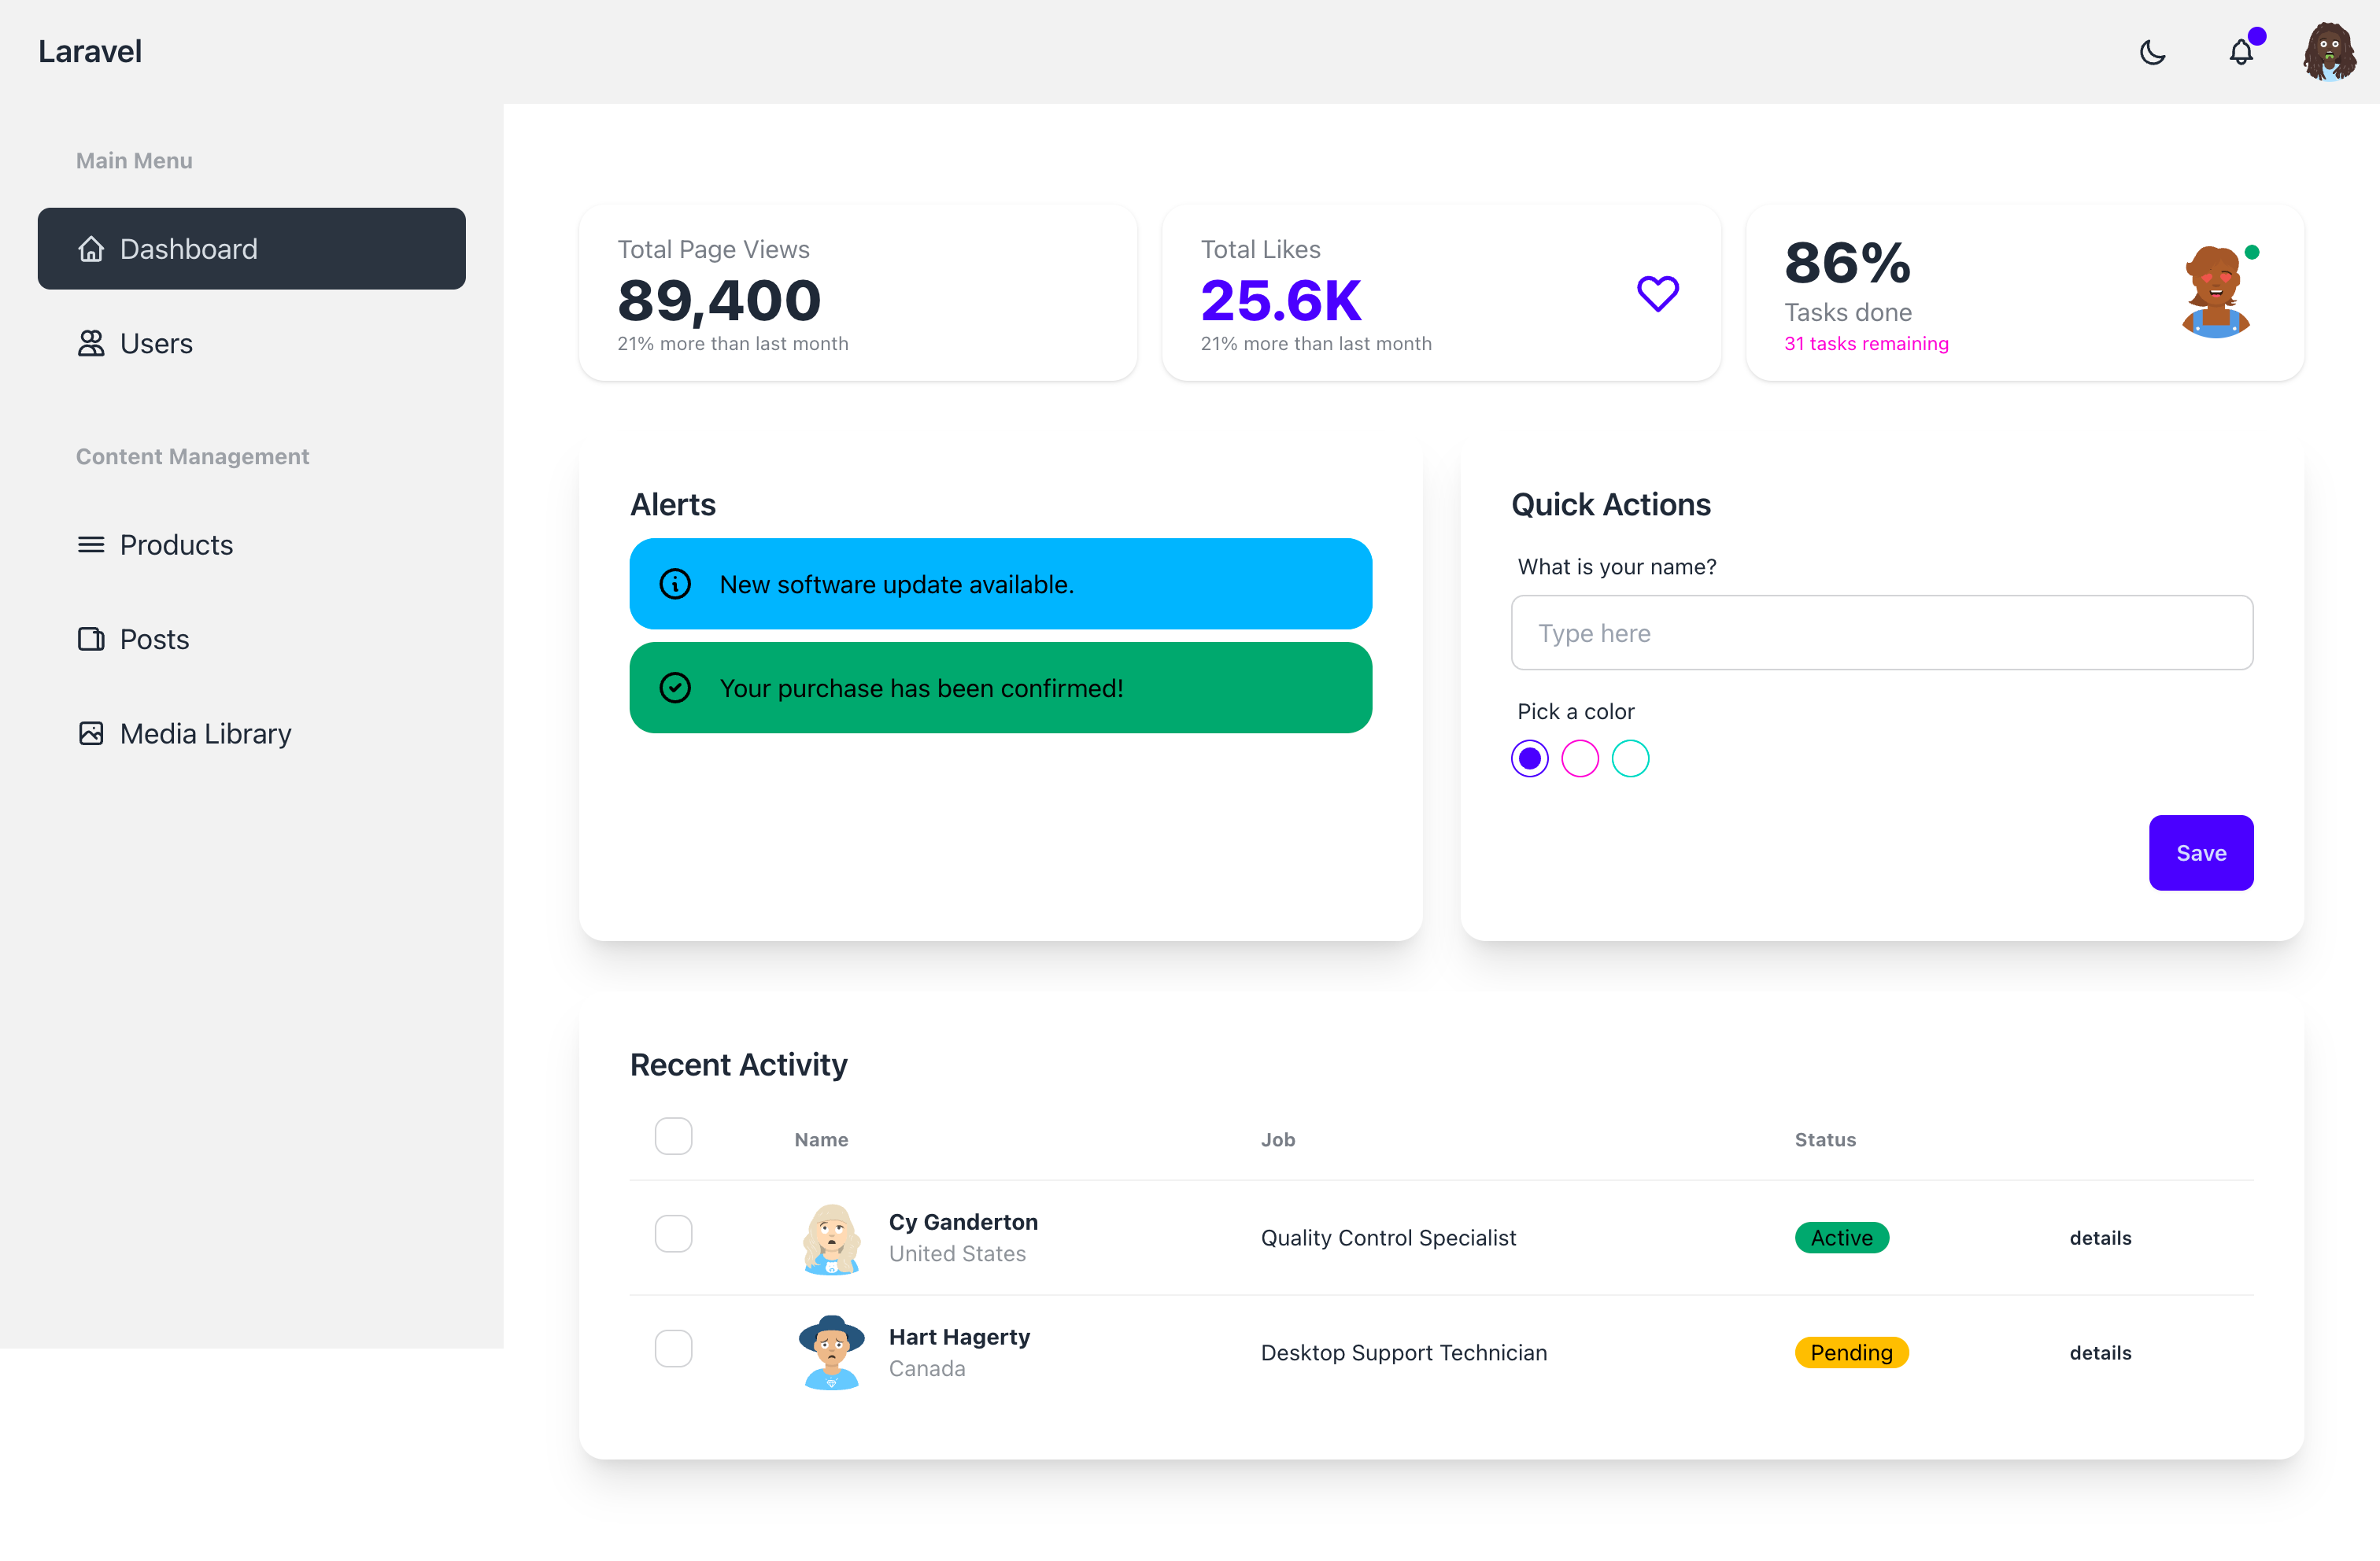 Laravel
Main Menu
Dashboard
Users
Content Management
Products
Posts
Media Library
Total Page Views
89,400
21% more than last month
Total Likes
25.6K
21% more than last month
86%
Tasks done
31 tasks remaining
Alerts
New software update available.
Your purchase has been confirmed!
Quick Actions
What is your name?
Type here
Pick a color
Save
Recent Activity
Name Job Status
Cy Ganderton
United States
Quality Control Specialist
Active
details
Hart Hagerty
Canada
Desktop Support Technician
Pending
details